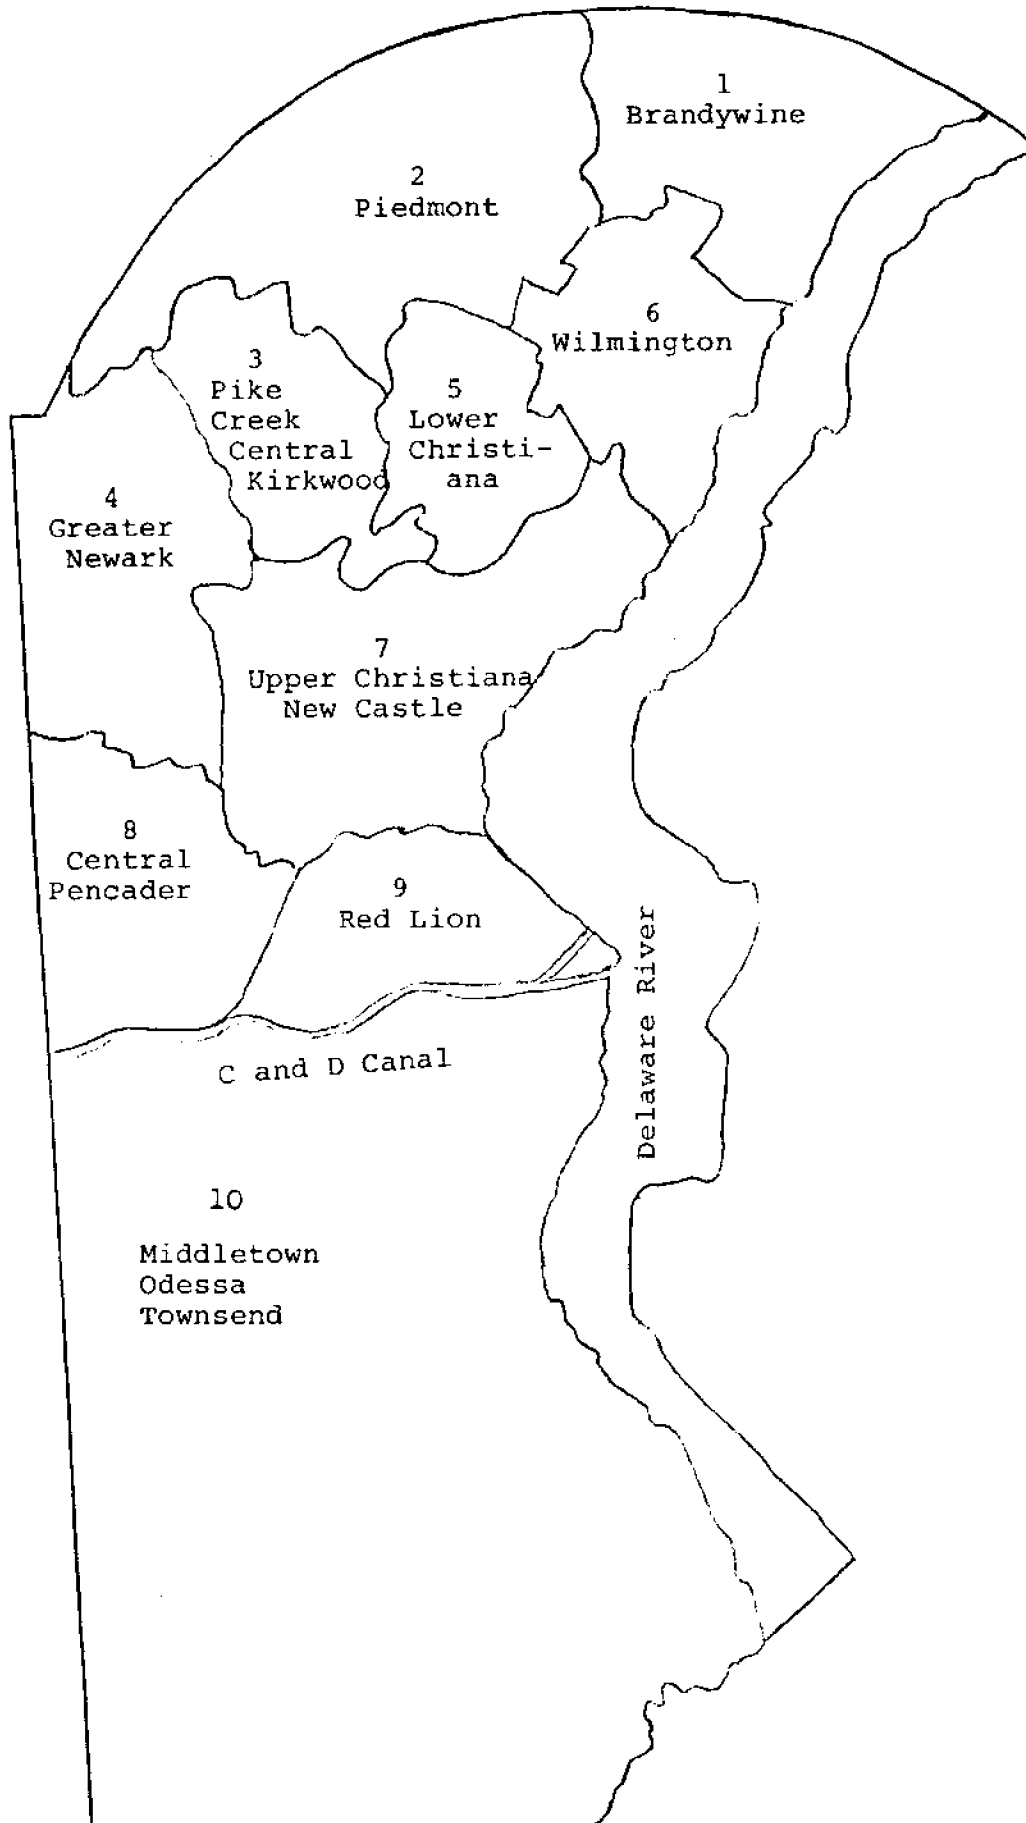 1
Brandywine
2
Piedmont
3
Pike
Creek
Central
Kirkwood
5
Lower
Christi-
ana
6
Wilmington
4
Greater
Newark
7
Upper Christiana
New Castle
8
Central
Pencader
9
Red Lion
Delaware River
C and D Canal
10
Middletown
Odessa
Townsend